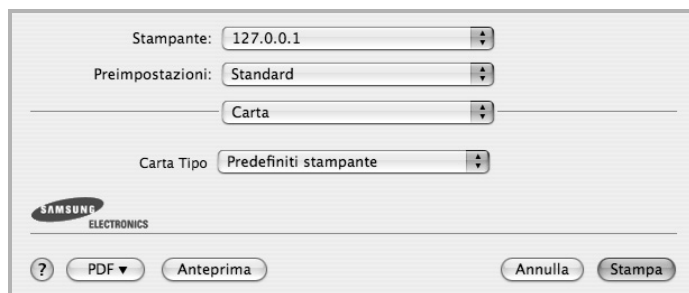 Stampante: 127.0.0.1
Preimpostazioni: Standard
Carta
Carta Tipo Predefiniti stampante
SAMSUNG
ELECTRONICS
? PDF ▼ Anteprima Annulla Stampa